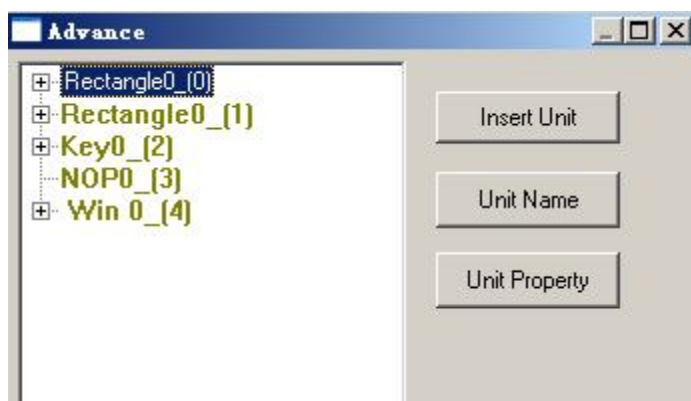 Advance
Rectangle0_(0)
Rectangle0_(1)
Key0_(2)
NOP0_(3)
Win 0_(4)
Insert Unit
Unit Name
Unit Property